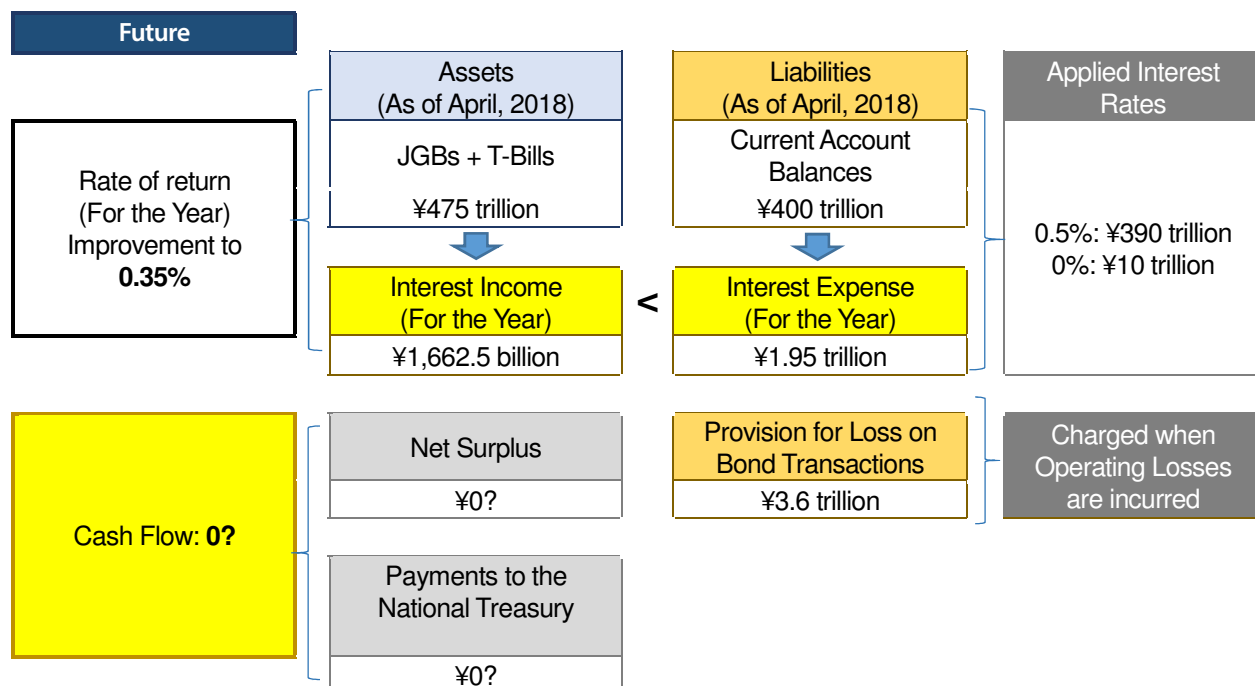 Future
Assets
(As of April, 2018)
JGBs + T-Bills
¥475 trillion
Liabilities
(As of April, 2018)
Current Account
Balances
¥400 trillion
Applied Interest
Rates
0.5%: ¥390 trillion
0%: ¥10 trillion
Rate of return
(For the Year)
Improvement to
0.35%
Interest Income
(For the Year)
¥1,662.5 billion
<
Interest Expense
(For the Year)
¥1.95 trillion
Cash Flow: 0?
Net Surplus
¥0?
Provision for Loss on
Bond Transactions
¥3.6 trillion
Charged when
Operating Losses
are incurred
Payments to the
National Treasury
¥0?